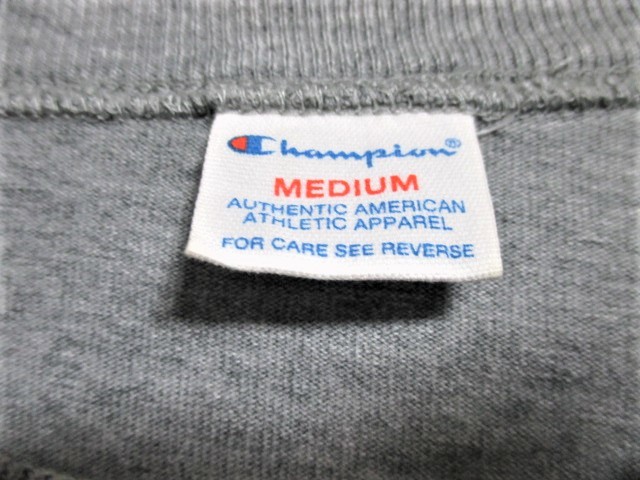 Champion®
MEDIUM
AUTHENTIC AMERICAN
ATHLETIC APPAREL
FOR CARE SEE REVERSE